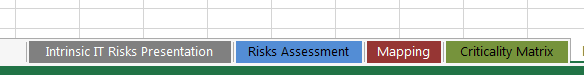 Intrinsic IT Risks Presentation Risks Assessment Mapping Criticality Matrix